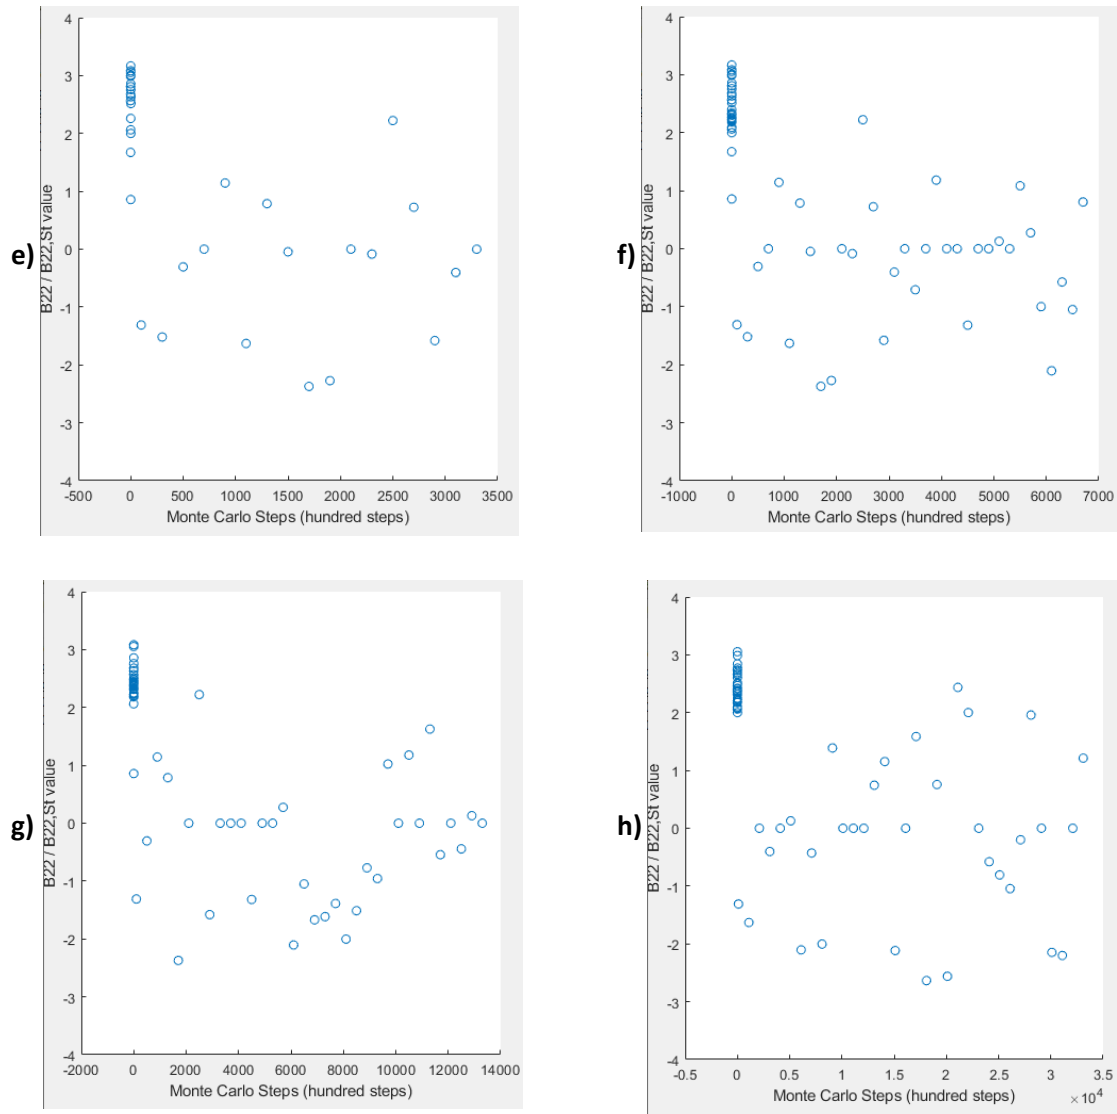 e)
B22 / B22,St value
4
3
2
1
0
-1
-2
-3
-4
-500 0 500 1000 1500 2000 2500 3000 3500
Monte Carlo Steps (hundred steps)
f)
B22 / B22,St value
4
3
2
1
0
-1
-2
-3
-4
-1000 0 1000 2000 3000 4000 5000 6000 7000
Monte Carlo Steps (hundred steps)
g)
B22 / B22,St value
4
3
2
1
0
-1
-2
-3
-4
-2000 0 2000 4000 6000 8000 10000 12000 14000
Monte Carlo Steps (hundred steps)
h)
B22 / B22,St value
4
3
2
1
0
-1
-2
-3
-4
-0.5 0 0.5 1 1.5 2 2.5 3 3.5
Monte Carlo Steps (hundred steps)
× 10^4